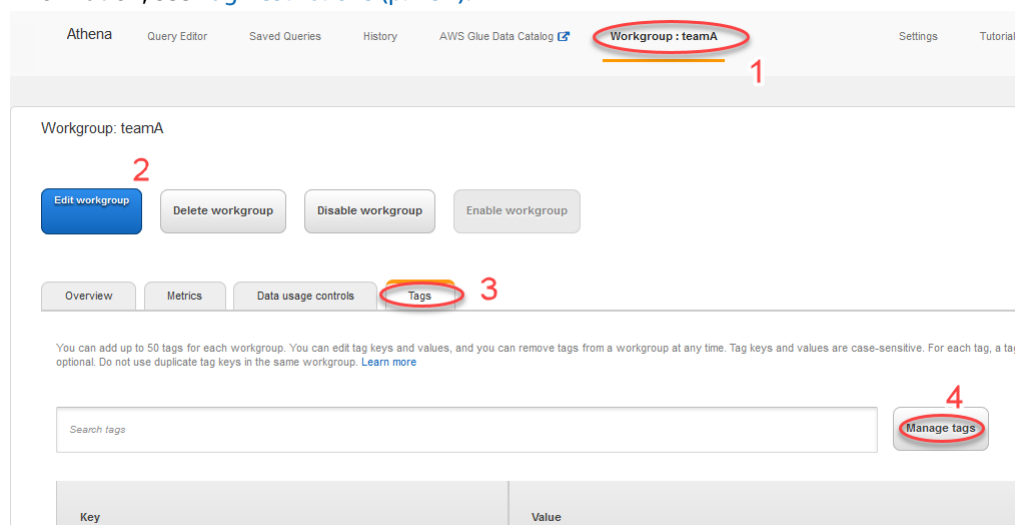 Athena Query Editor Saved Queries History AWS Glue Data Catalog Workgroup : teamA Settings Tutorial
1
Workgroup: teamA
2
Edit workgroup Delete workgroup Disable workgroup Enable workgroup
Overview Metrics Data usage controls Tags 3
You can add up to 50 tags for each workgroup. You can edit tag keys and values, and you can remove tags from a workgroup at any time. Tag keys and values are case-sensitive. For each tag, a tag
optional. Do not use duplicate tag keys in the same workgroup. Learn more
4
Search tags Manage tags
Key Value